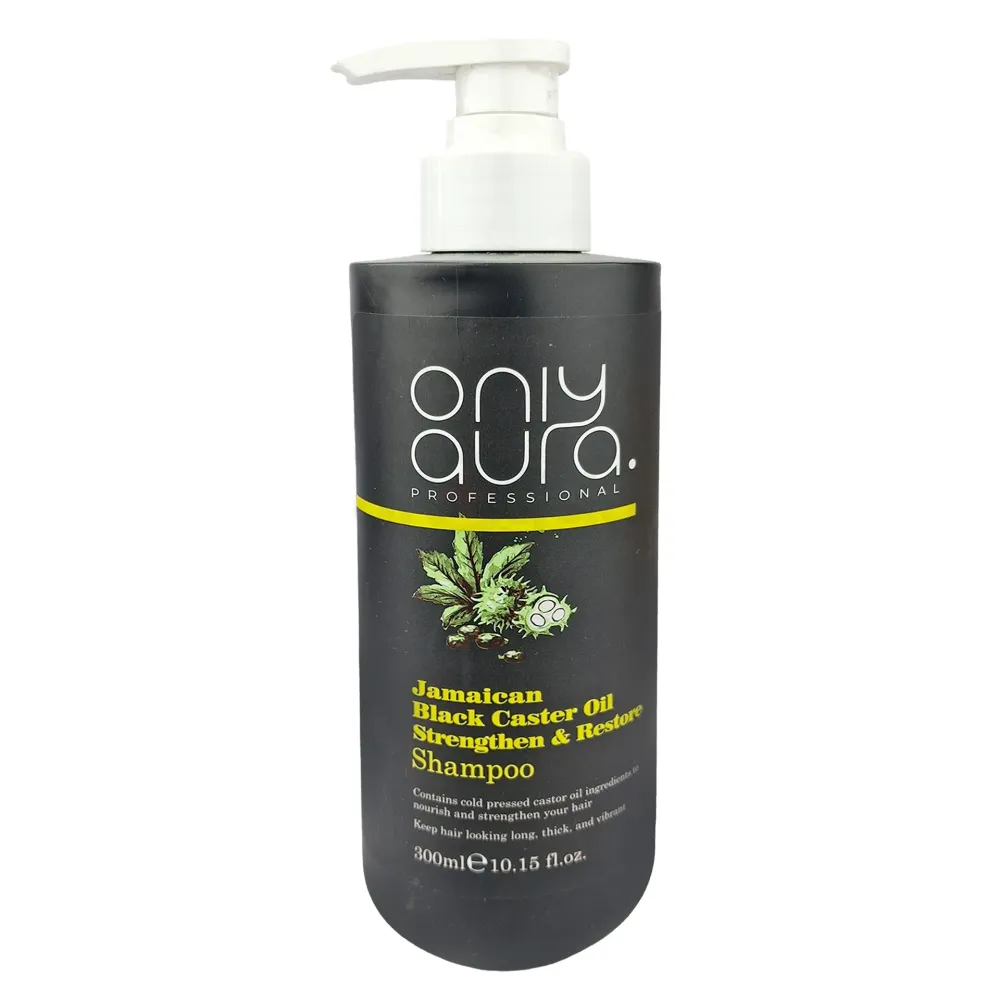 only
aura.
PROFESSIONAL
Jamaican
Black Caster Oil
Strengthen & Restore
Shampoo
Contains cold pressed castor oil ingredients to
nourish and strengthen your hair
Keep hair looking long, thick, and vibrant
300ml℮10.15 fl.oz.